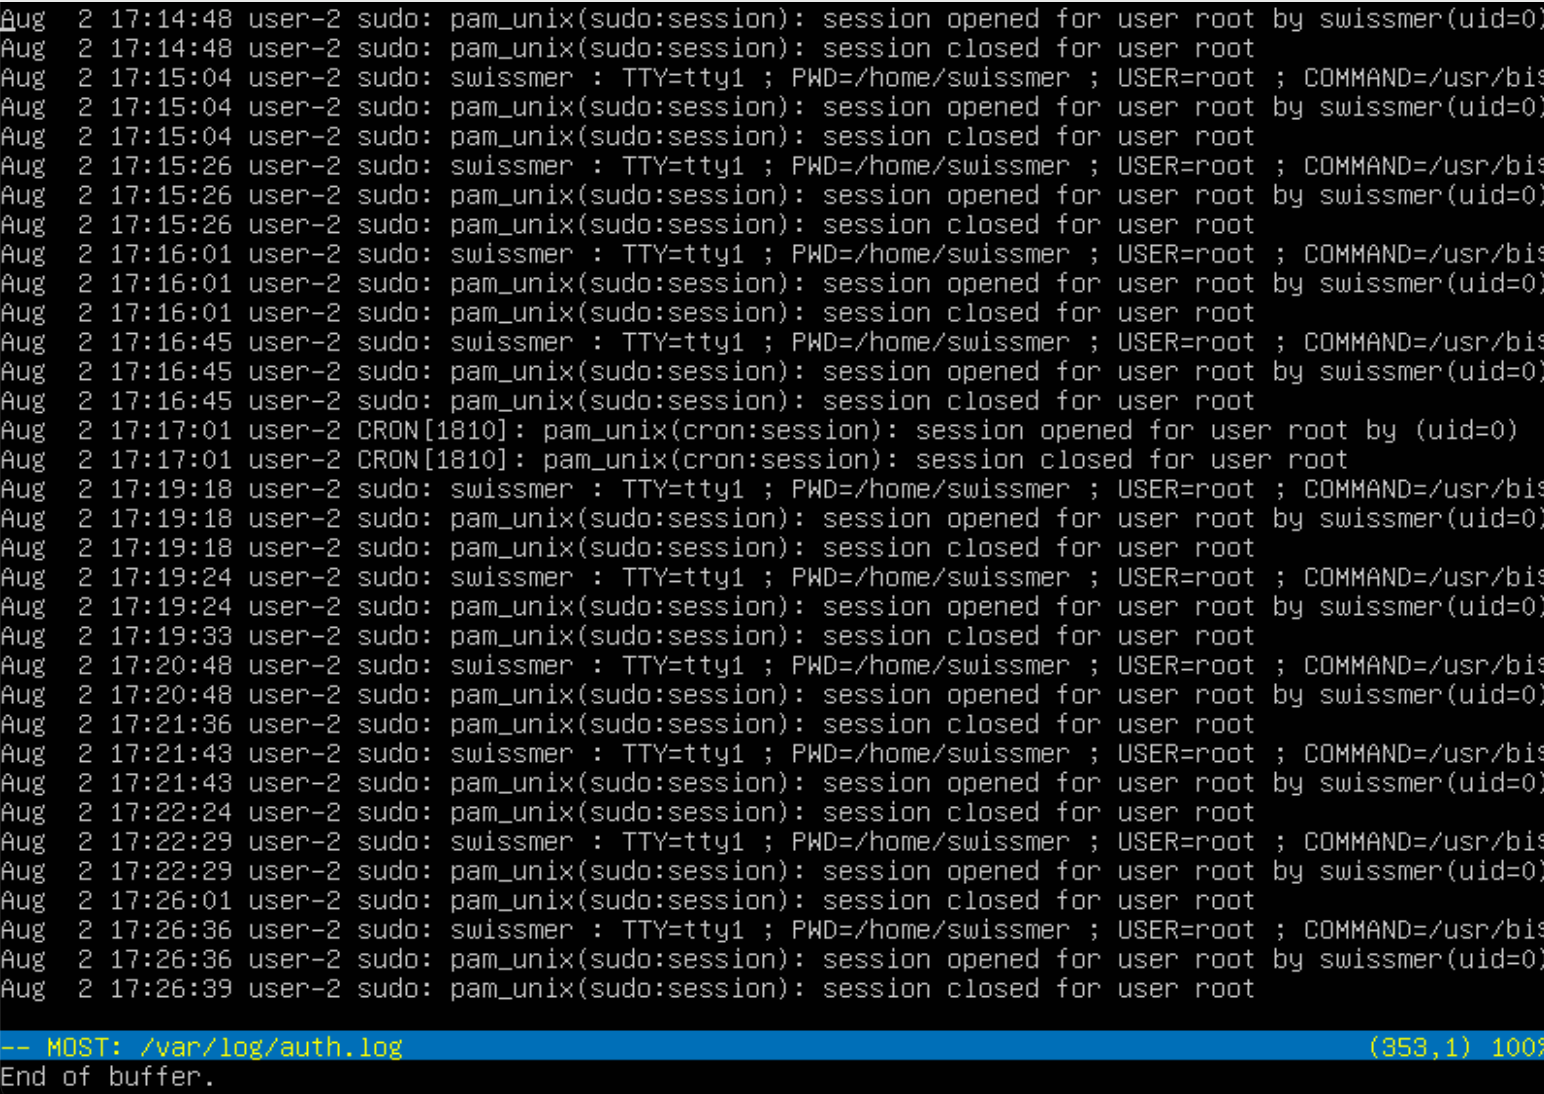 Aug  2 17:14:48 user-2 sudo: pam_unix(sudo:session): session opened for user root by swissmer(uid=0)
Aug  2 17:14:48 user-2 sudo: pam_unix(sudo:session): session closed for user root
Aug  2 17:15:04 user-2 sudo: swissmer : TTY=tty1 ; PWD=/home/swissmer ; USER=root ; COMMAND=/usr/bi$
Aug  2 17:15:04 user-2 sudo: pam_unix(sudo:session): session opened for user root by swissmer(uid=0)
Aug  2 17:15:04 user-2 sudo: pam_unix(sudo:session): session closed for user root
Aug  2 17:15:26 user-2 sudo: swissmer : TTY=tty1 ; PWD=/home/swissmer ; USER=root ; COMMAND=/usr/bi$
Aug  2 17:15:26 user-2 sudo: pam_unix(sudo:session): session opened for user root by swissmer(uid=0)
Aug  2 17:15:26 user-2 sudo: pam_unix(sudo:session): session closed for user root
Aug  2 17:16:01 user-2 sudo: swissmer : TTY=tty1 ; PWD=/home/swissmer ; USER=root ; COMMAND=/usr/bi$
Aug  2 17:16:01 user-2 sudo: pam_unix(sudo:session): session opened for user root by swissmer(uid=0)
Aug  2 17:16:01 user-2 sudo: pam_unix(sudo:session): session closed for user root
Aug  2 17:16:45 user-2 sudo: swissmer : TTY=tty1 ; PWD=/home/swissmer ; USER=root ; COMMAND=/usr/bi$
Aug  2 17:16:45 user-2 sudo: pam_unix(sudo:session): session opened for user root by swissmer(uid=0)
Aug  2 17:16:45 user-2 sudo: pam_unix(sudo:session): session closed for user root
Aug  2 17:17:01 user-2 CRON[1810]: pam_unix(cron:session): session opened for user root by (uid=0)
Aug  2 17:17:01 user-2 CRON[1810]: pam_unix(cron:session): session closed for user root
Aug  2 17:19:18 user-2 sudo: swissmer : TTY=tty1 ; PWD=/home/swissmer ; USER=root ; COMMAND=/usr/bi$
Aug  2 17:19:18 user-2 sudo: pam_unix(sudo:session): session opened for user root by swissmer(uid=0)
Aug  2 17:19:18 user-2 sudo: pam_unix(sudo:session): session closed for user root
Aug  2 17:19:24 user-2 sudo: swissmer : TTY=tty1 ; PWD=/home/swissmer ; USER=root ; COMMAND=/usr/bi$
Aug  2 17:19:24 user-2 sudo: pam_unix(sudo:session): session opened for user root by swissmer(uid=0)
Aug  2 17:19:33 user-2 sudo: pam_unix(sudo:session): session closed for user root
Aug  2 17:20:48 user-2 sudo: swissmer : TTY=tty1 ; PWD=/home/swissmer ; USER=root ; COMMAND=/usr/bi$
Aug  2 17:20:48 user-2 sudo: pam_unix(sudo:session): session opened for user root by swissmer(uid=0)
Aug  2 17:21:36 user-2 sudo: pam_unix(sudo:session): session closed for user root
Aug  2 17:21:43 user-2 sudo: swissmer : TTY=tty1 ; PWD=/home/swissmer ; USER=root ; COMMAND=/usr/bi$
Aug  2 17:21:43 user-2 sudo: pam_unix(sudo:session): session opened for user root by swissmer(uid=0)
Aug  2 17:22:24 user-2 sudo: pam_unix(sudo:session): session closed for user root
Aug  2 17:22:29 user-2 sudo: swissmer : TTY=tty1 ; PWD=/home/swissmer ; USER=root ; COMMAND=/usr/bi$
Aug  2 17:22:29 user-2 sudo: pam_unix(sudo:session): session opened for user root by swissmer(uid=0)
Aug  2 17:26:01 user-2 sudo: pam_unix(sudo:session): session closed for user root
Aug  2 17:26:36 user-2 sudo: swissmer : TTY=tty1 ; PWD=/home/swissmer ; USER=root ; COMMAND=/usr/bi$
Aug  2 17:26:36 user-2 sudo: pam_unix(sudo:session): session opened for user root by swissmer(uid=0)
Aug  2 17:26:39 user-2 sudo: pam_unix(sudo:session): session closed for user root
-- MOST: /var/log/auth.log (353,1) 100%
End of buffer.